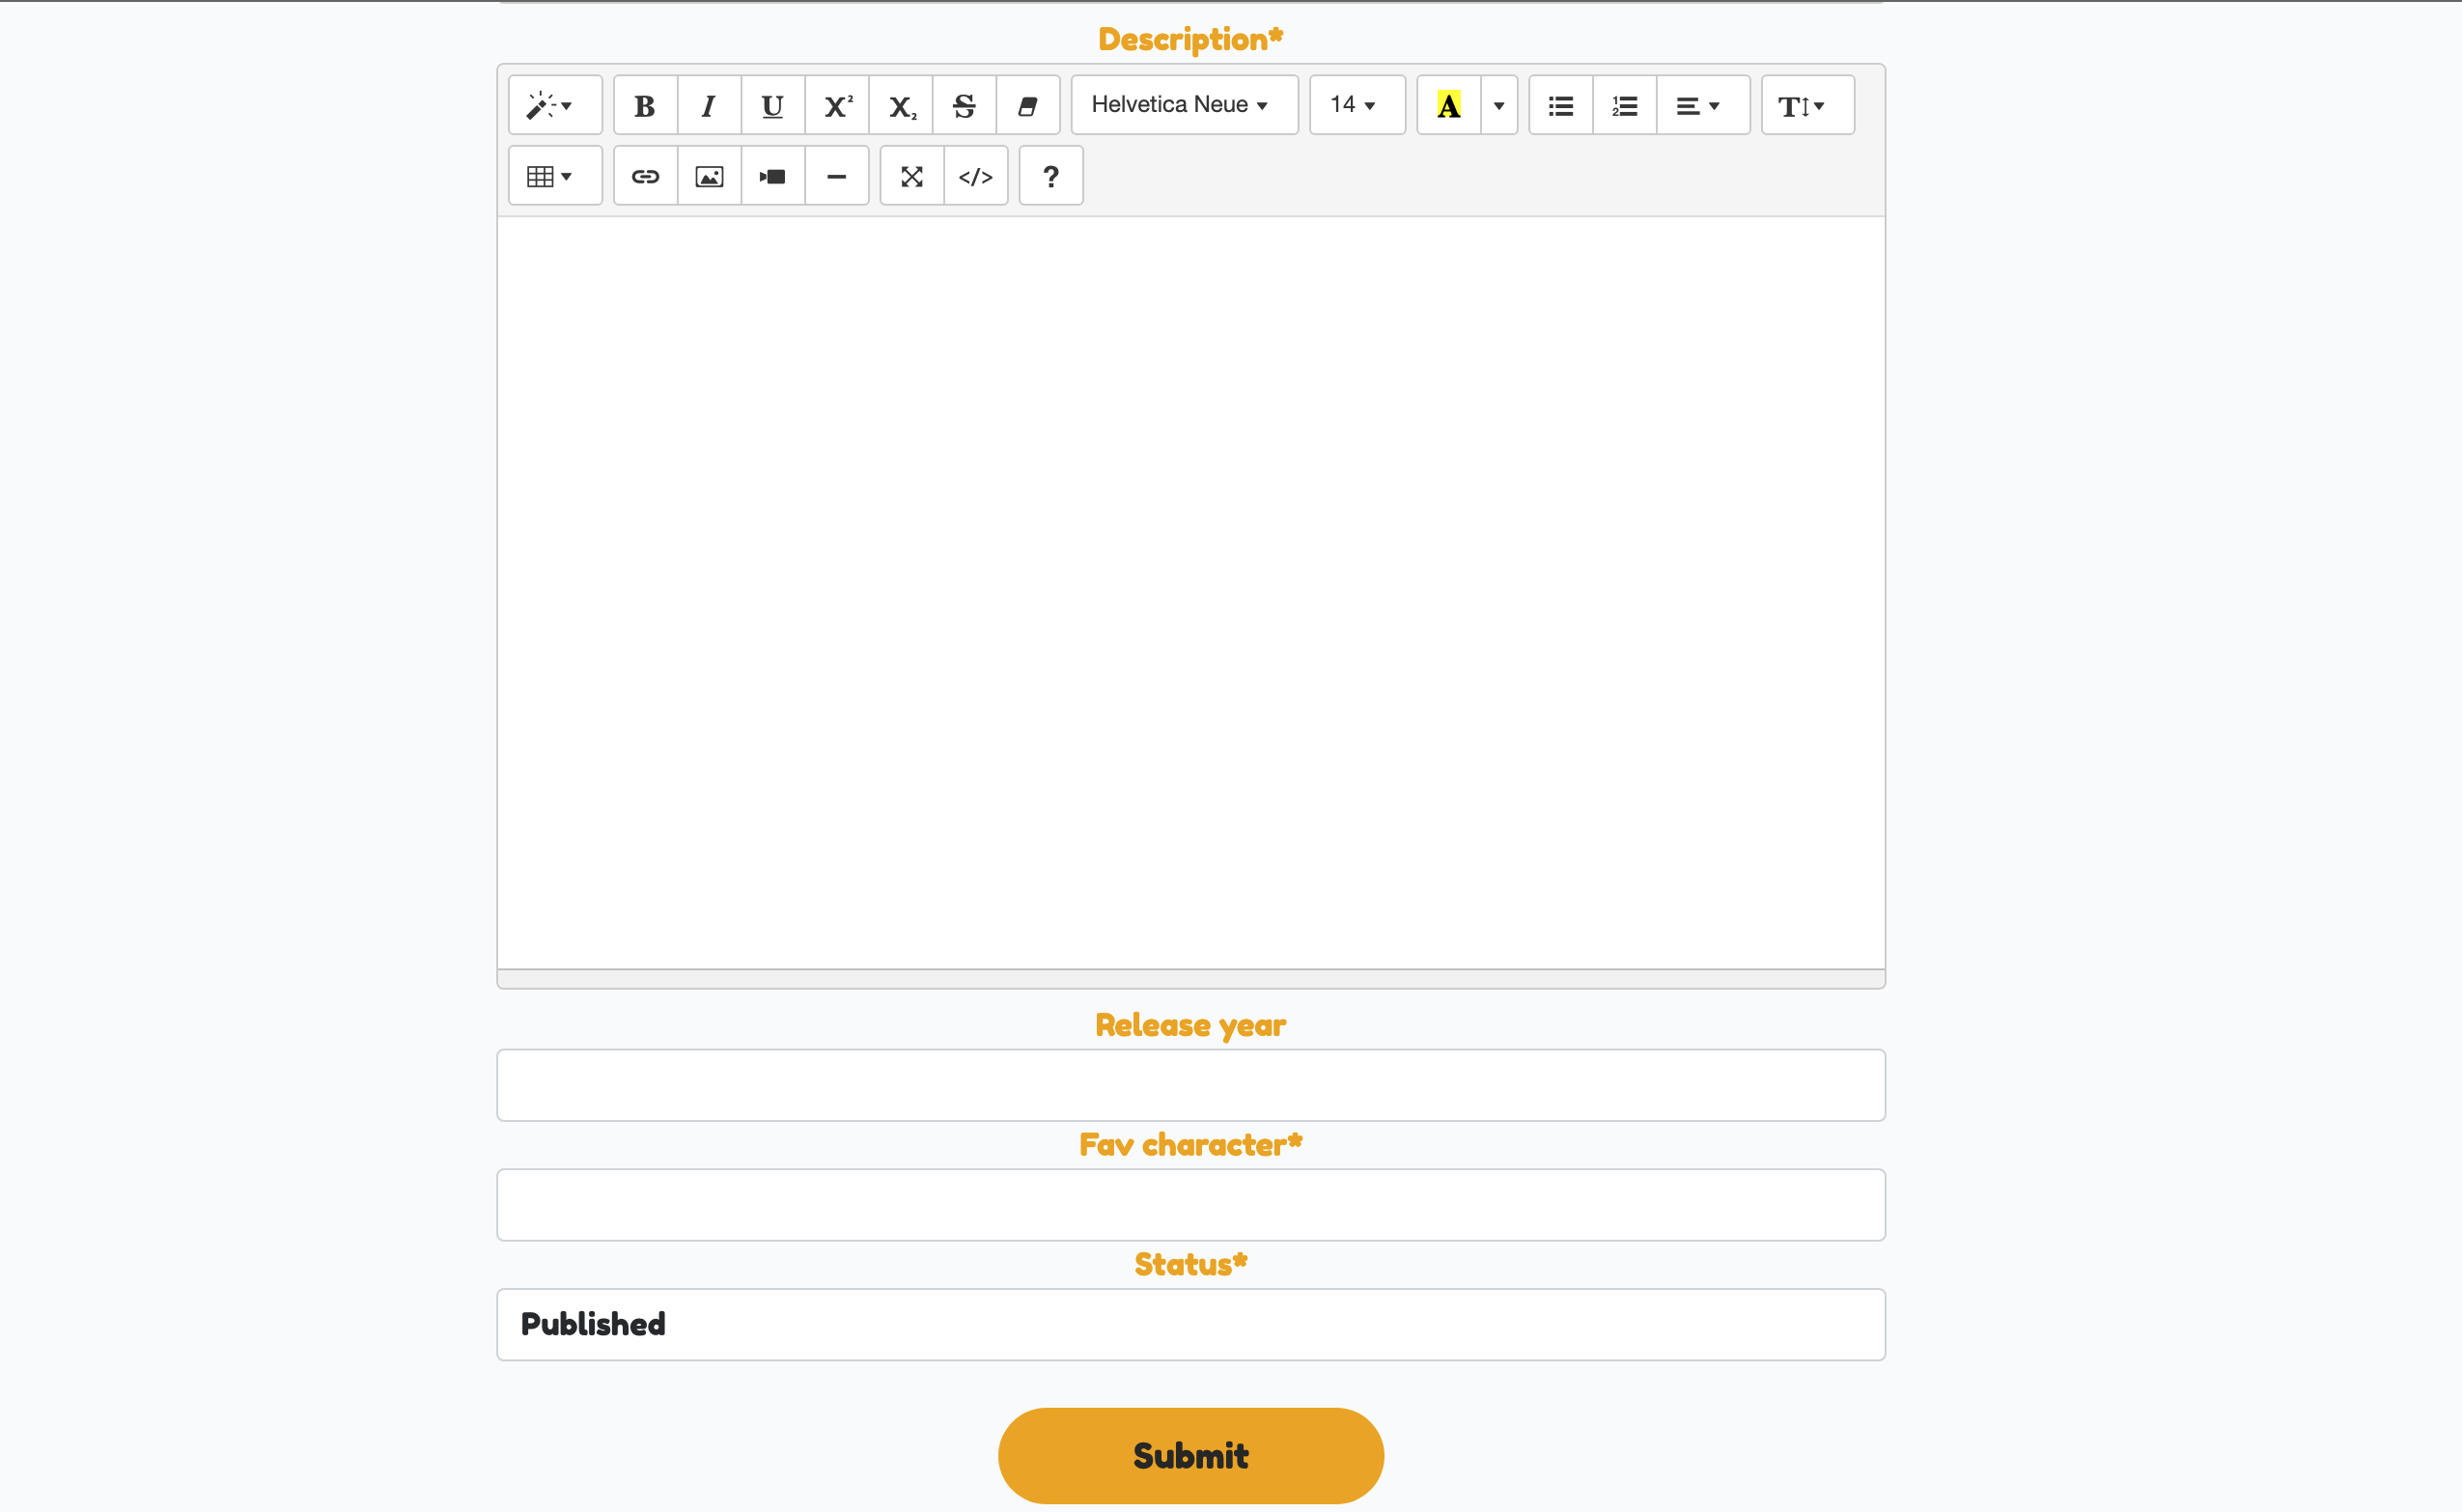 Description*
B I U X² X₂ S Helvetica Neue 14 A T
</> ?
Release year
Fav character*
Status*
Published
Submit